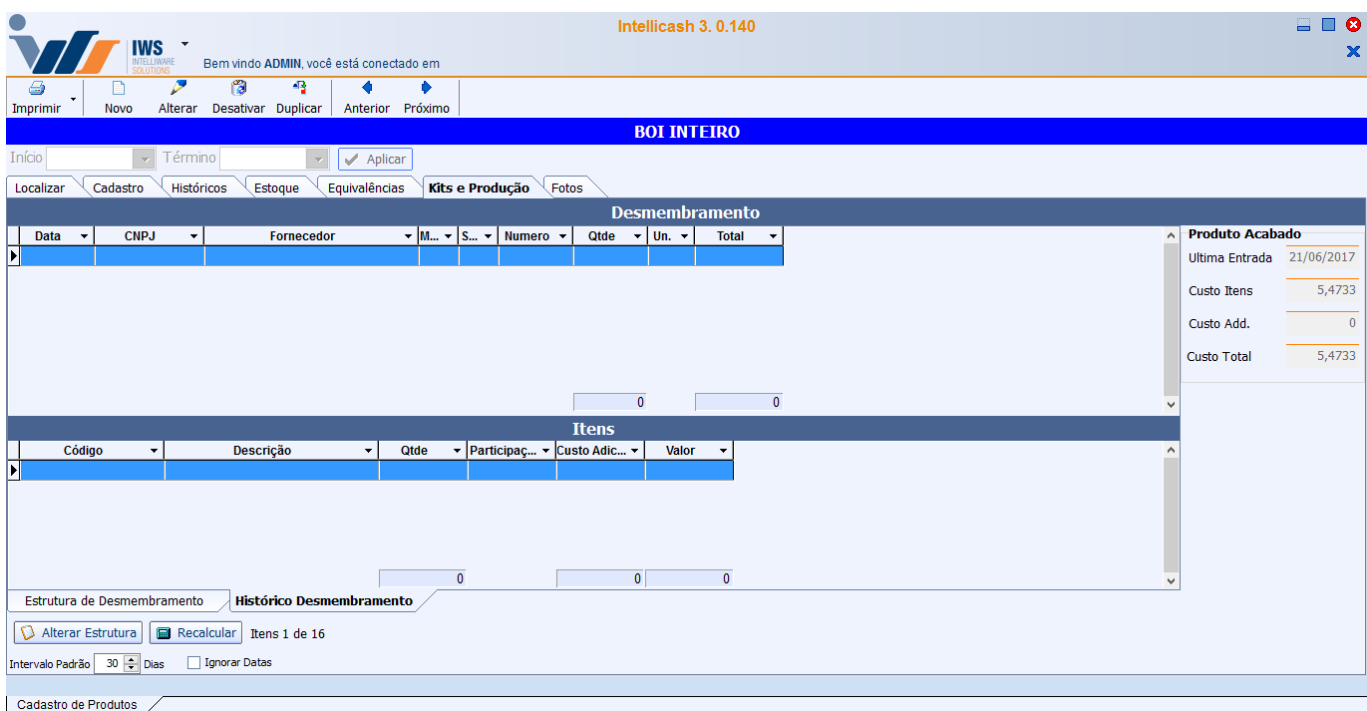 Intellicash 3. 0.140
IWS
INTELLIWARE
SOLUTIONS
Bem vindo ADMIN, você está conectado em
Imprimir Novo Alterar Desativar Duplicar Anterior Próximo
BOI INTEIRO
Início Término Aplicar
Localizar Cadastro Históricos Estoque Equivalências Kits e Produção Fotos
Desmembramento
Data CNPJ Fornecedor M... S... Numero Qtde Un. Total
Produto Acabado
Ultima Entrada 21/06/2017
Custo Itens 5,4733
Custo Add. 0
Custo Total 5,4733
0 0
Itens
Código Descrição Qtde Participaç... Custo Adic... Valor
0 0 0
Estrutura de Desmembramento Histórico Desmembramento
Alterar Estrutura Recalcular Itens 1 de 16
Intervalo Padrão 30 Dias Ignorar Datas
Cadastro de Produtos